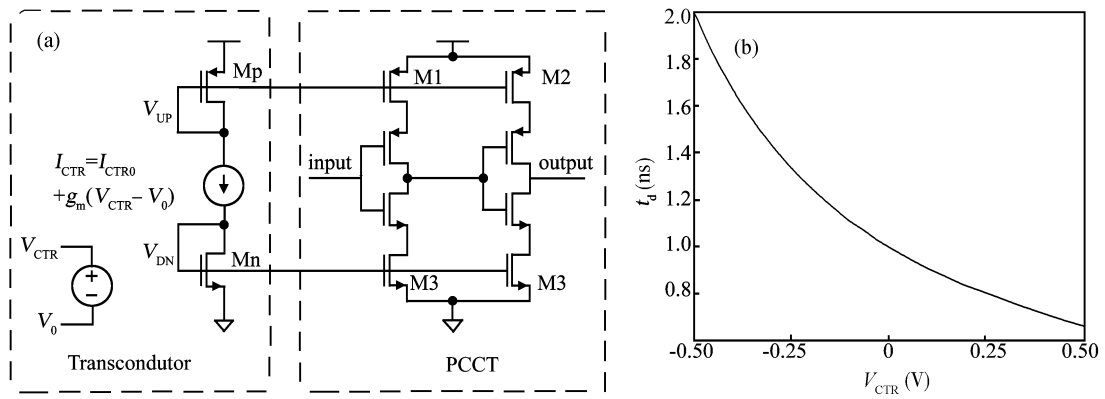 (a)
Mp
M1
M2
V_UP
I_CTR=I_CTR0
+g_m(V_CTR–V_0)
input
output
V_CTR
V_DN
Mn
M3
M3
+
–
V_0
Transcondutor
PCCT
(b)
t_d (ns)
2.0
1.8
1.6
1.4
1.2
1.0
0.8
-0.50
-0.25
0
0.25
0.50
V_CTR (V)